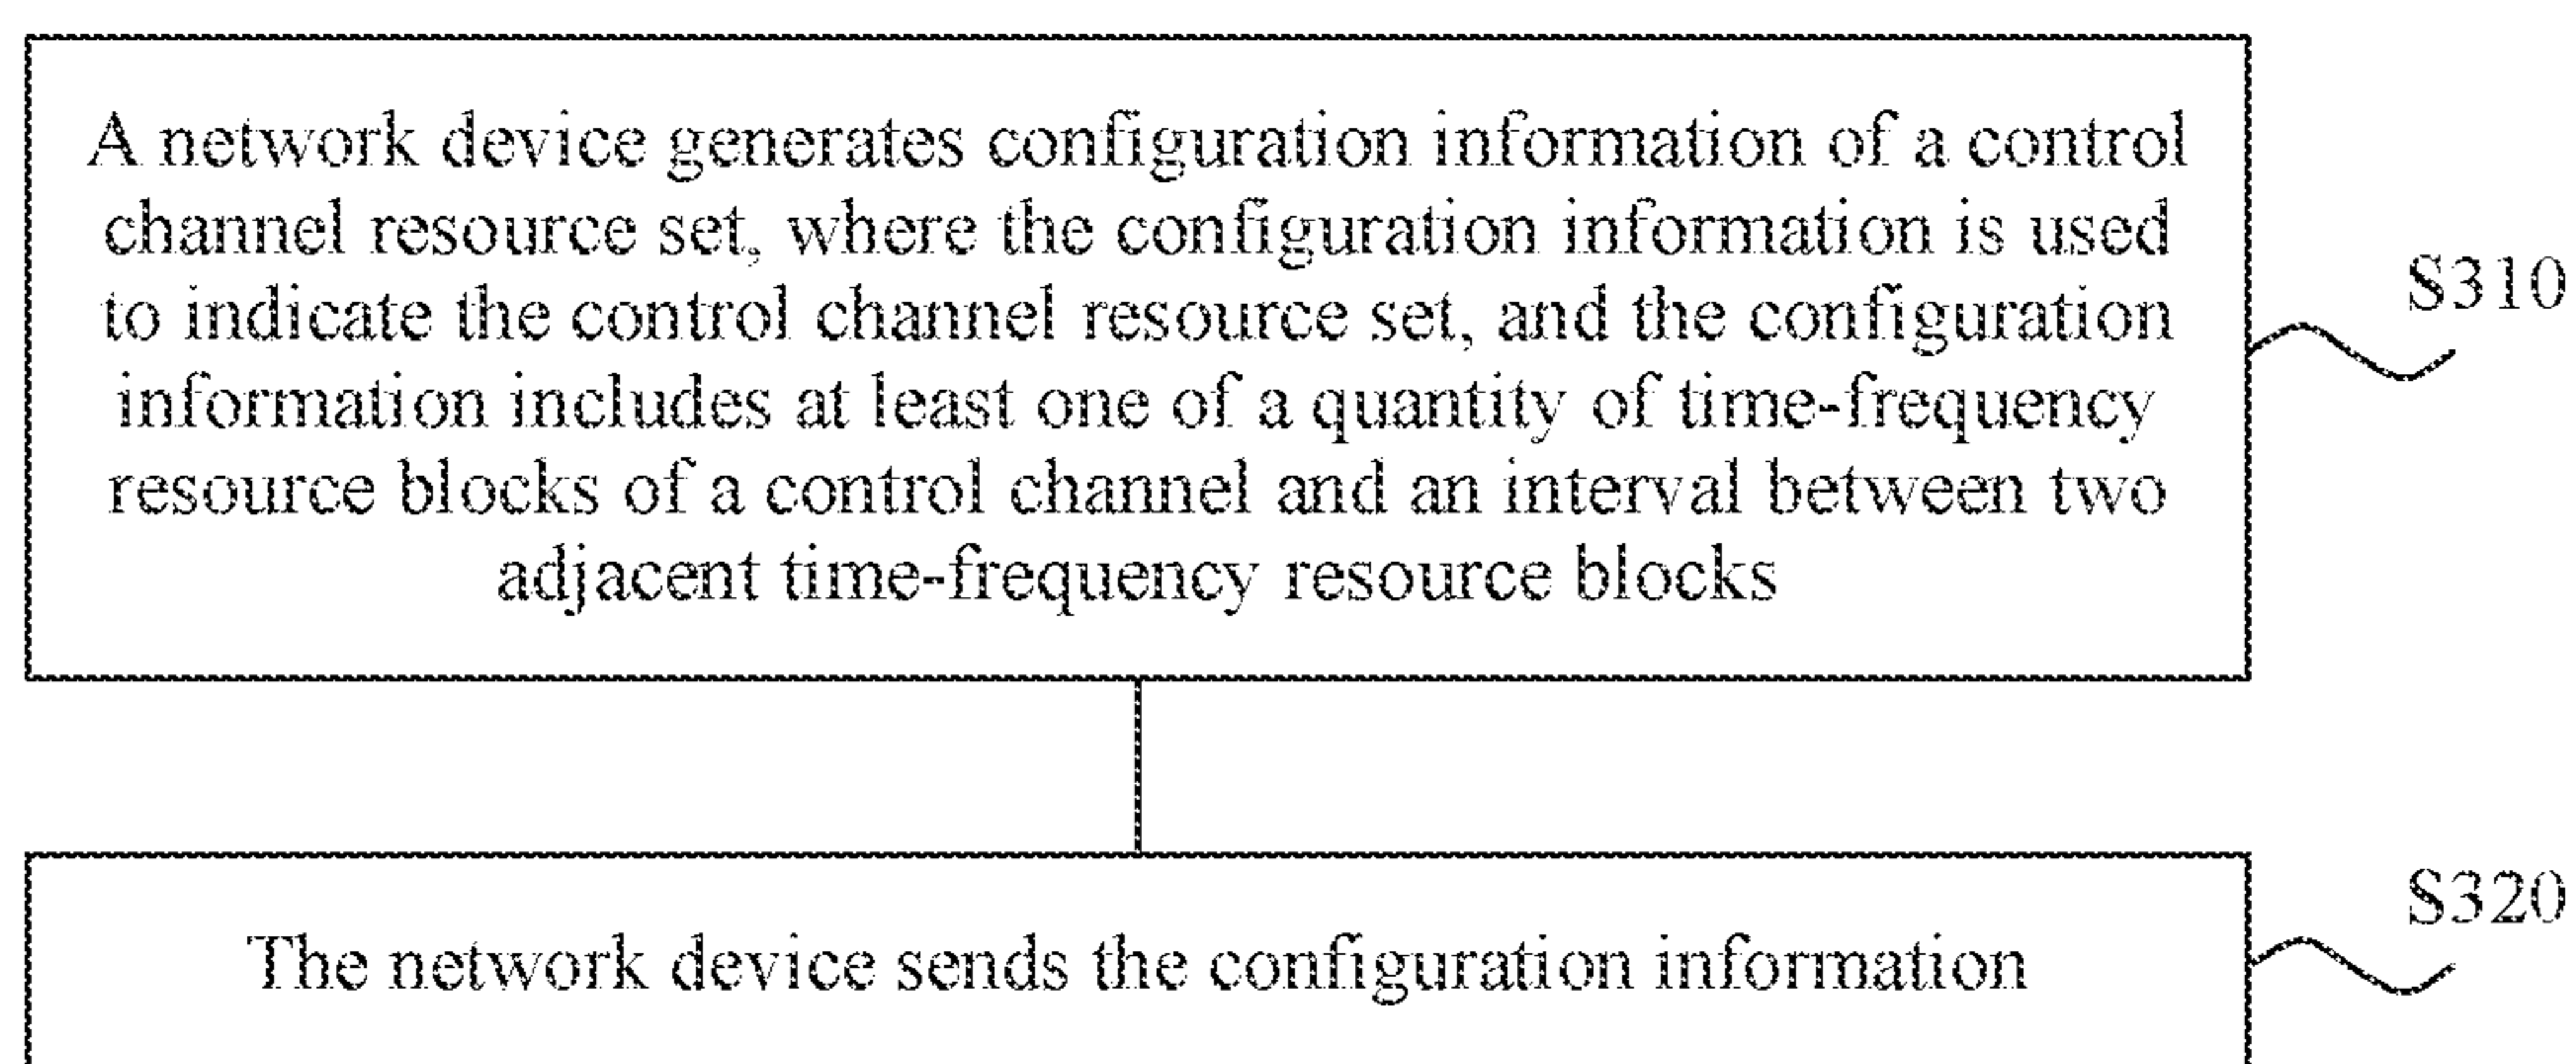 A network device generates configuration information of a control
channel resource set, where the configuration information is used
to indicate the control channel resource set, and the configuration
information includes at least one of a quantity of time-frequency
resource blocks of a control channel and an interval between two
adjacent time-frequency resource blocks
S310
The network device sends the configuration information
S320